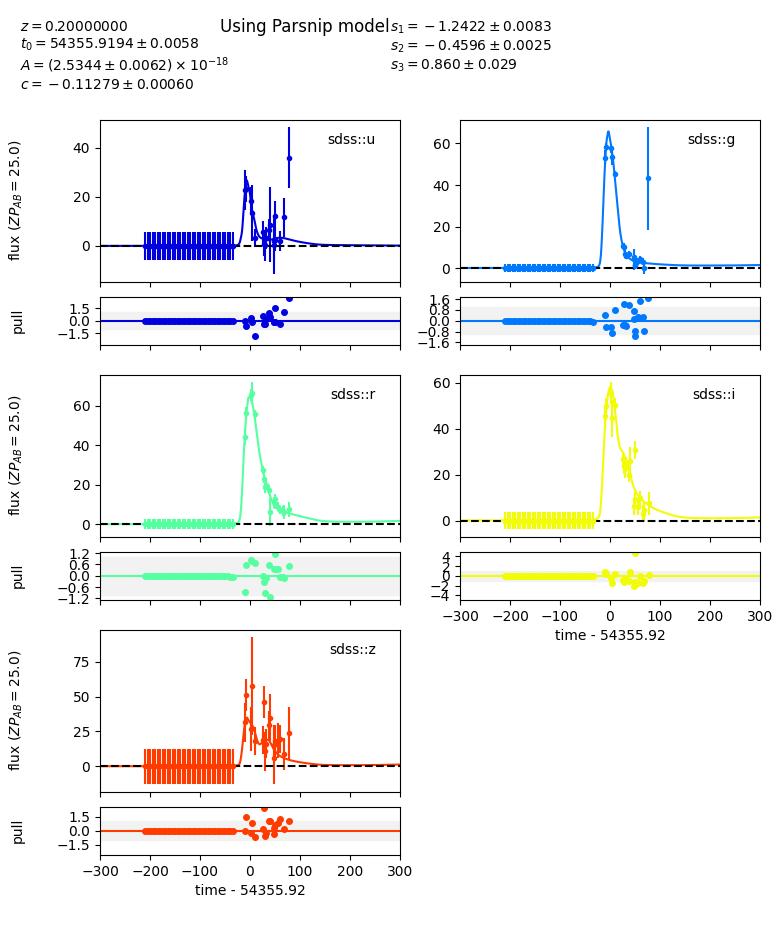 Using Parsnip model
z = 0.20000000
t₀ = 54355.9194 ± 0.0058
A = (2.5344 ± 0.0062) × 10⁻¹⁸
c = −0.11279 ± 0.00060
s₁ = −1.2422 ± 0.0083
s₂ = −0.4596 ± 0.0025
s₃ = 0.860 ± 0.029
sdss::u
flux (ZP_AB = 25.0)
40
20
0
pull
1.5
0.0
−1.5
sdss::g
60
40
20
0
1.6
0.8
0.0
−0.8
−1.6
sdss::r
flux (ZP_AB = 25.0)
60
40
20
0
pull
1.2
0.6
0.0
−0.6
−1.2
sdss::i
60
40
20
0
4
2
0
−2
−4
−300 −200 −100 0 100 200 300
time - 54355.92
sdss::z
flux (ZP_AB = 25.0)
75
50
25
0
pull
1.5
0.0
−1.5
−300 −200 −100 0 100 200 300
time - 54355.92